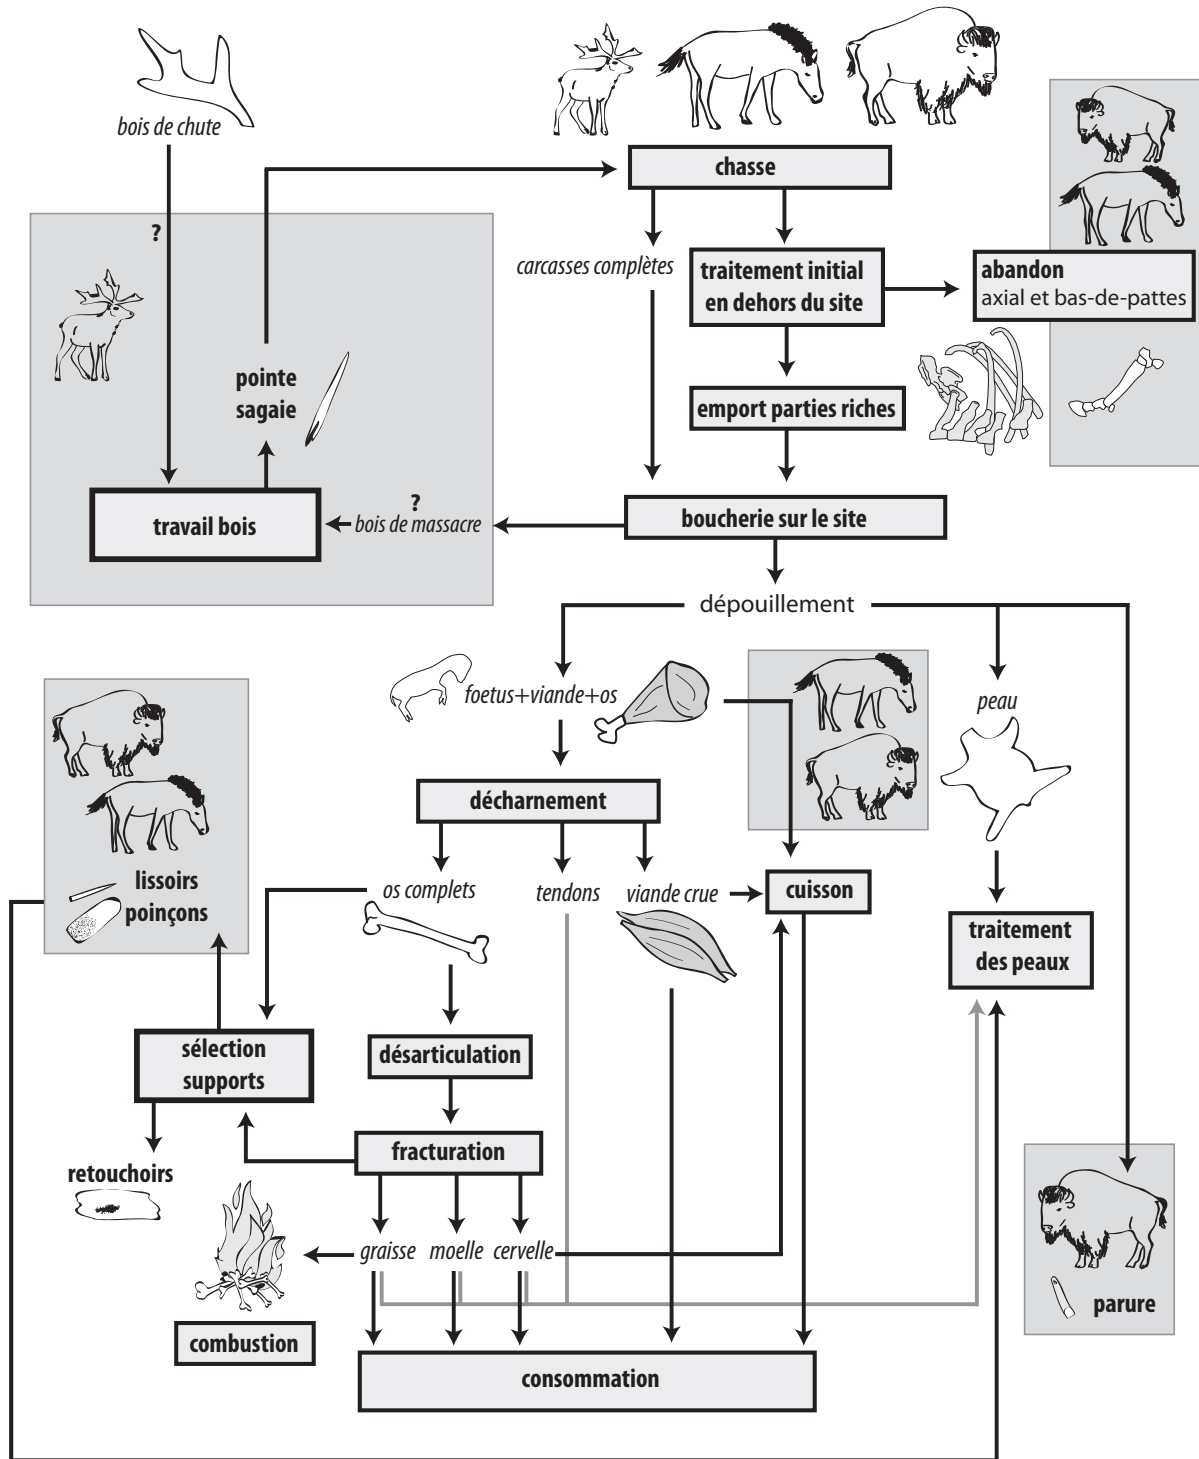 bois de chute
chasse
?
carcasses complètes
traitement initial
en dehors du site
abandon
axial et bas-de-pattes
pointe
sagaie
emport parties riches
travail bois
?
bois de massacre
boucherie sur le site
dépouillement
foetus+viande+os
peau
décharnement
lissoirs
poinçons
os complets
tendons
viande crue
cuisson
traitement
des peaux
sélection
supports
désarticulation
fracturation
retouchoirs
graisse
moelle
cervelle
parure
combustion
consommation